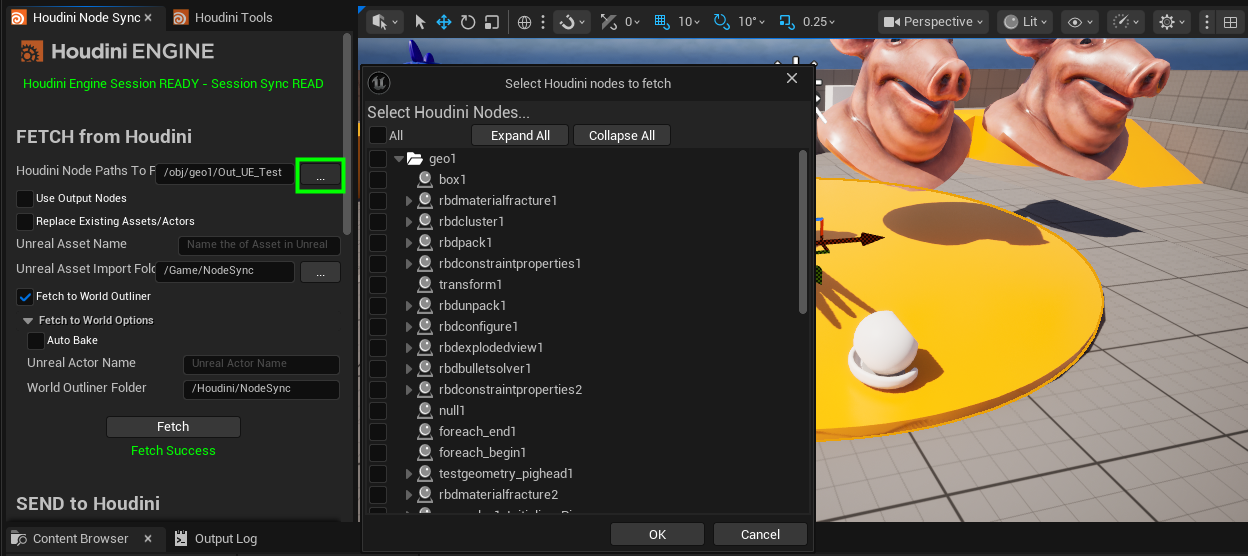 Houdini Node Sync
Houdini Tools
Houdini ENGINE
Houdini Engine Session READY - Session Sync READ
FETCH from Houdini
Houdini Node Paths To F
/obj/geo1/Out_UE_Test
...
Use Output Nodes
Replace Existing Assets/Actors
Unreal Asset Name
Name the of Asset in Unreal
Unreal Asset Import Fold
/Game/NodeSync
...
Fetch to World Outliner
Fetch to World Options
Auto Bake
Unreal Actor Name
Unreal Actor Name
World Outliner Folder
/Houdini/NodeSync
Fetch
Fetch Success
SEND to Houdini
Content Browser
Output Log
0
10
10°
0.25
Perspective
Lit
Select Houdini nodes to fetch
Select Houdini Nodes...
All
Expand All
Collapse All
geo1
box1
rbdmaterialfracture1
rbdcluster1
rbdpack1
rbdconstraintproperties1
transform1
rbdunpack1
rbdconfigure1
rbdexplodedview1
rbdbulletsolver1
rbdconstraintproperties2
null1
foreach_end1
foreach_begin1
testgeometry_pighead1
rbdmaterialfracture2
OK
Cancel